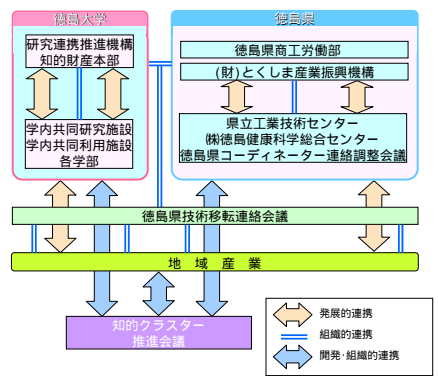 徳島大学
研究連携推進機構
知的財産本部
学内共同研究施設
学内共同利用施設
各学部
徳島県
徳島県商工労働部
(財)とくしま産業振興機構
県立工業技術センター
㈱徳島健康科学総合センター
徳島県コーディネーター連絡調整会議
徳島県技術移転連絡会議
地 域 産 業
知的クラスター
推進会議
発展的連携
組織的連携
開発･組織的連携